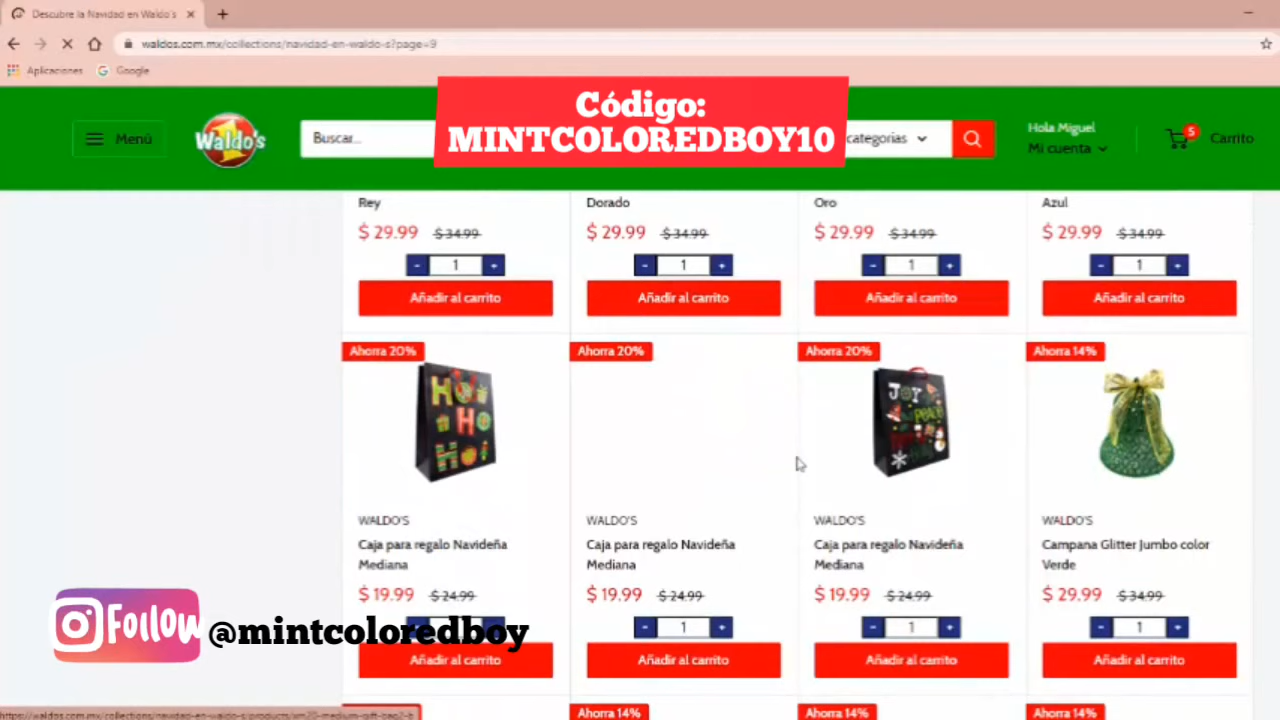 Descubre la Navidad en Waldo's
waldos.com.mx/collections/navidad-en-waldo-s?page=9
Aplicaciones
Google
Código:
MINTCOLOREDBOY10
Menú
Waldo's
Buscar...
categorias
Hola Miguel
Mi cuenta
5
Carrito
Rey
Dorado
Oro
Azul
$ 29.99 $ 34.99
$ 29.99 $ 34.99
$ 29.99 $ 34.99
$ 29.99 $ 34.99
- 1 +
- 1 +
- 1 +
- 1 +
Añadir al carrito
Añadir al carrito
Añadir al carrito
Añadir al carrito
Ahorra 20%
Ahorra 20%
Ahorra 20%
Ahorra 14%
HO
HO
HO
JOY
PEACE
WALDO'S
WALDO'S
WALDO'S
WALDO'S
Caja para regalo Navideña
Mediana
Caja para regalo Navideña
Mediana
Caja para regalo Navideña
Mediana
Campana Glitter Jumbo color
Verde
$ 19.99 $ 24.99
$ 19.99 $ 24.99
$ 19.99 $ 24.99
$ 29.99 $ 34.99
Follow
@mintcoloredboy
- 1 +
- 1 +
- 1 +
Añadir al carrito
Añadir al carrito
Añadir al carrito
Añadir al carrito
Ahorra 14%
Ahorra 14%
Ahorra 14%